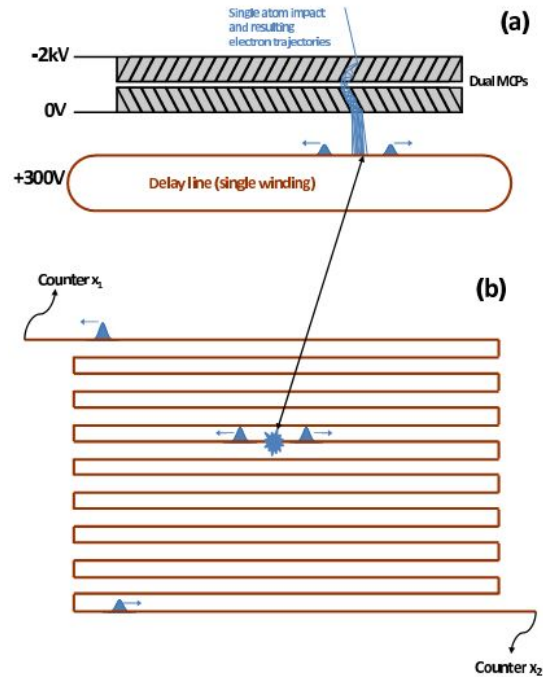 Single atom impact
and resulting
electron trajectories
(a)
-2kV
Dual MCPs
0V
+300V
Delay line (single winding)
Counter x₁
(b)
Counter x₂